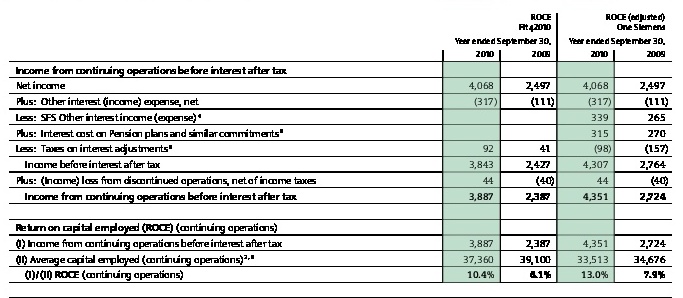 ROCE ROCE (adjusted)
Fit42010 One Siemens
Year ended September 30, Year ended September 30,
2010 2009 2010 2009
Income from continuing operations before interest after tax
Net income 4,068 2,497 4,068 2,497
Plus: Other interest (income) expense, net (317) (111) (317) (111)
Less: SFS Other interest income (expense) 4 339 265
Plus: Interest cost on Pension plans and similar commitments 315 270
Less: Taxes on interest adjustments 92 41 (98) (157)
Income before interest after tax 3,843 2,427 4,307 2,764
Plus: (Income) loss from discontinued operations, net of income taxes 44 (40) 44 (40)
Income from continuing operations before interest after tax 3,887 2,387 4,351 2,724
Return on capital employed (ROCE) (continuing operations)
(I) Income from continuing operations before interest after tax 3,887 2,387 4,351 2,724
(II) Average capital employed (continuing operations) 37,360 39,100 33,513 34,676
(I)/(II) ROCE (continuing operations) 10.4% 6.1% 13.0% 7.9%